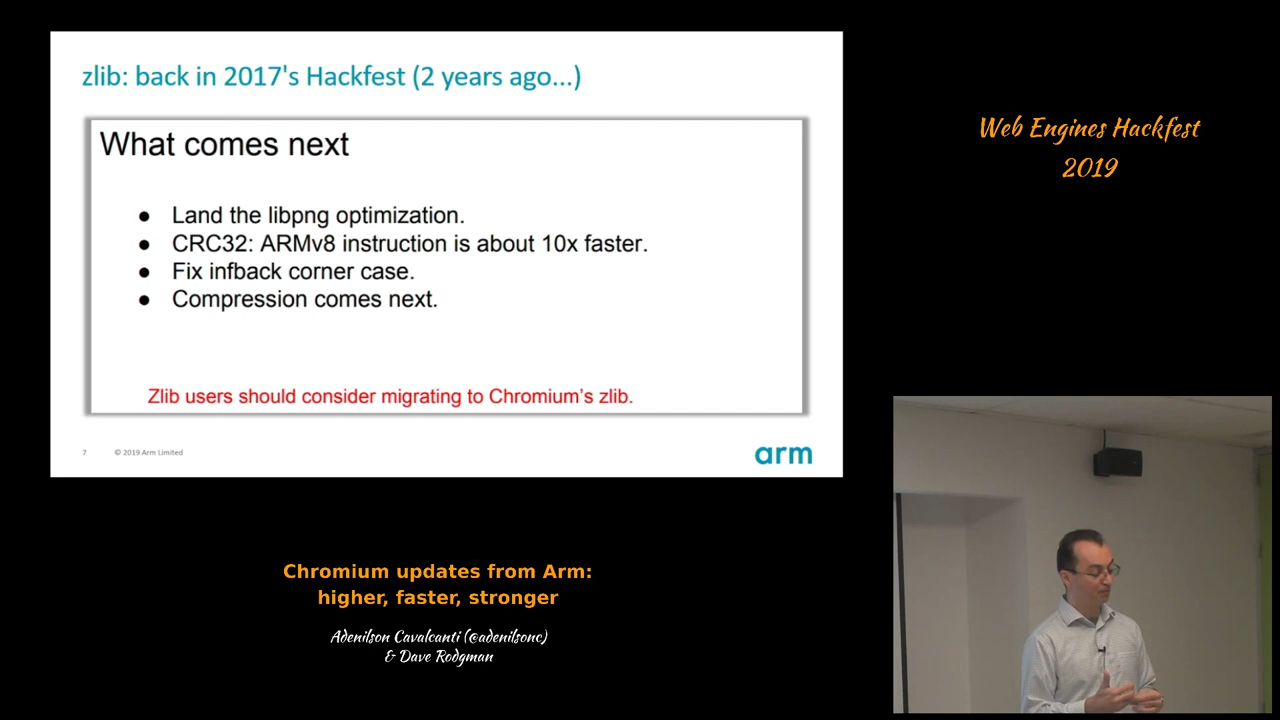 zlib: back in 2017's Hackfest (2 years ago...)
What comes next
● Land the libpng optimization.
● CRC32: ARMv8 instruction is about 10x faster.
● Fix infback corner case.
● Compression comes next.
Zlib users should consider migrating to Chromium's zlib.
7 © 2019 Arm Limited
arm
Web Engines Hackfest
2019
Chromium updates from Arm:
higher, faster, stronger
Adenilson Cavalcanti (@adenilsonc)
& Dave Rodgman